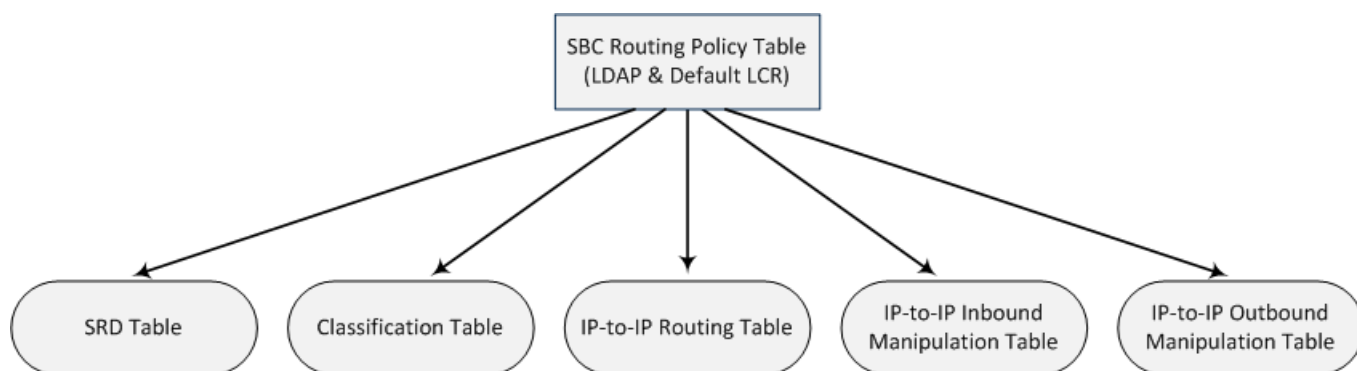 SBC Routing Policy Table
(LDAP & Default LCR)
SRD Table
Classification Table
IP-to-IP Routing Table
IP-to-IP Inbound
Manipulation Table
IP-to-IP Outbound
Manipulation Table